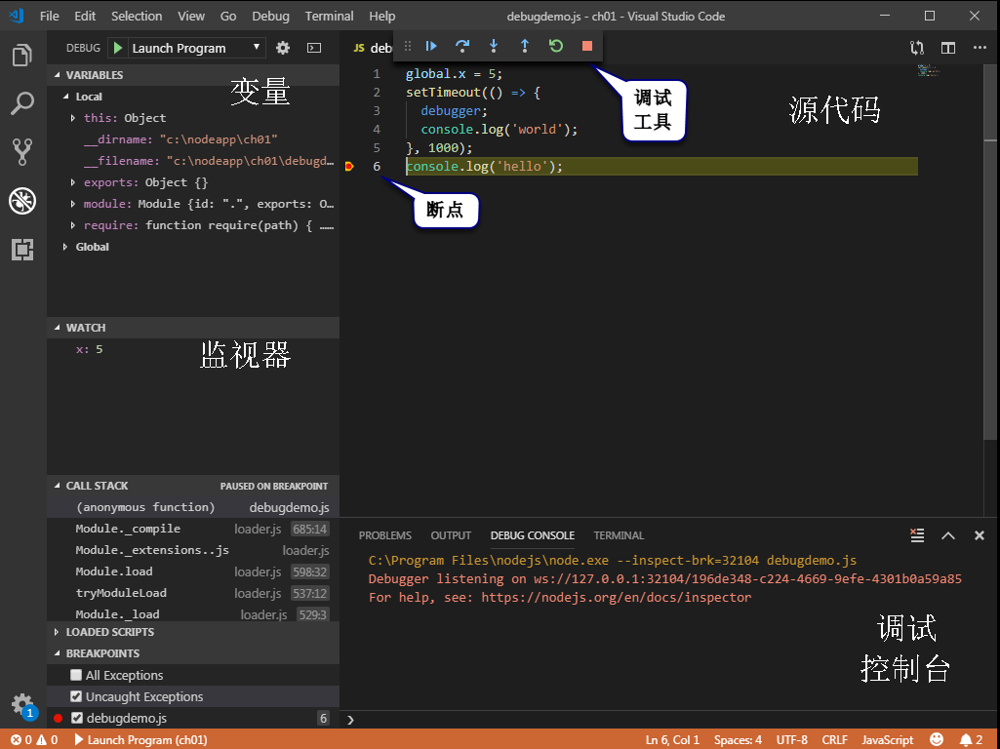 File Edit Selection View Go Debug Terminal Help debugdemo.js - ch01 - Visual Studio Code
DEBUG Launch Program
VARIABLES
变量
Local
this: Object
__dirname: "c:\nodeapp\ch01"
__filename: "c:\nodeapp\ch01\debugd…
exports: Object {}
module: Module {id: ".", exports: O…
require: function require(path) { ……
Global
WATCH
x: 5
监视器
CALL STACK PAUSED ON BREAKPOINT
(anonymous function) debugdemo.js
Module._compile loader.js 685:14
Module._extensions..js loader.js
Module.load loader.js 598:32
tryModuleLoad loader.js 537:12
Module._load loader.js 529:3
LOADED SCRIPTS
BREAKPOINTS
All Exceptions
Uncaught Exceptions
debugdemo.js 6
JS deb
1 global.x = 5;
2 setTimeout(() => {
3 debugger;
4 console.log('world');
5 }, 1000);
6 console.log('hello');
调试
工具
源代码
断点
PROBLEMS OUTPUT DEBUG CONSOLE TERMINAL
C:\Program Files\nodejs\node.exe --inspect-brk=32104 debugdemo.js
Debugger listening on ws://127.0.0.1:32104/196de348-c224-4669-9efe-4301b0a59a85
For help, see: https://nodejs.org/en/docs/inspector
调试
控制台
1
0 0 Launch Program (ch01) Ln 6, Col 1 Spaces: 4 UTF-8 CRLF JavaScript 2